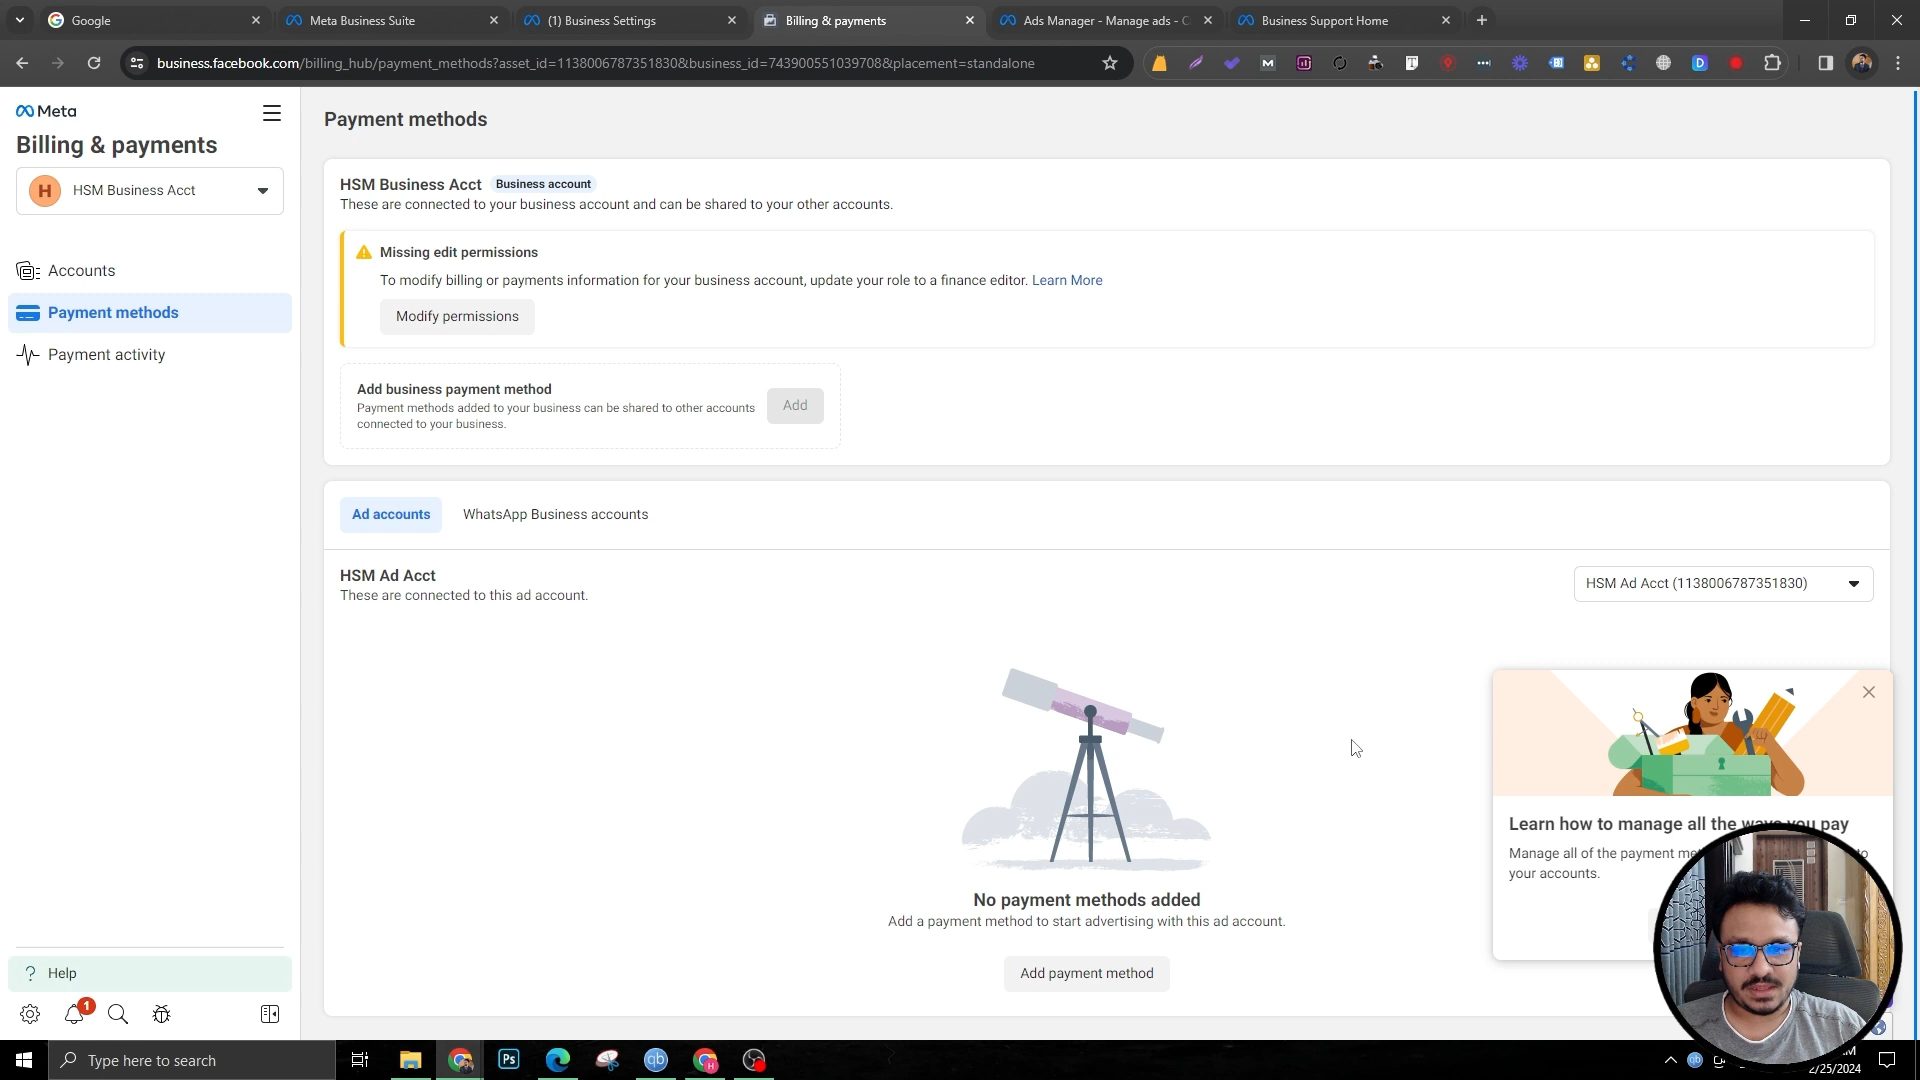 Google
Meta Business Suite
(1) Business Settings
Billing & payments
Ads Manager - Manage ads - C
Business Support Home
business.facebook.com/billing_hub/payment_methods?asset_id=1138006787351830&business_id=743900551039708&placement=standalone
Meta
Billing & payments
H
HSM Business Acct
Accounts
Payment methods
Payment activity
Help
1
Payment methods
HSM Business Acct
Business account
These are connected to your business account and can be shared to your other accounts.
Missing edit permissions
To modify billing or payments information for your business account, update your role to a finance editor. Learn More
Modify permissions
Add business payment method
Payment methods added to your business can be shared to other accounts
connected to your business.
Add
Ad accounts
WhatsApp Business accounts
HSM Ad Acct
These are connected to this ad account.
HSM Ad Acct (1138006787351830)
No payment methods added
Add a payment method to start advertising with this ad account.
Add payment method
Learn how to manage all the ways you pay
Manage all of the payment
your accounts.
Type here to search
Ps
qb
2/25/2024